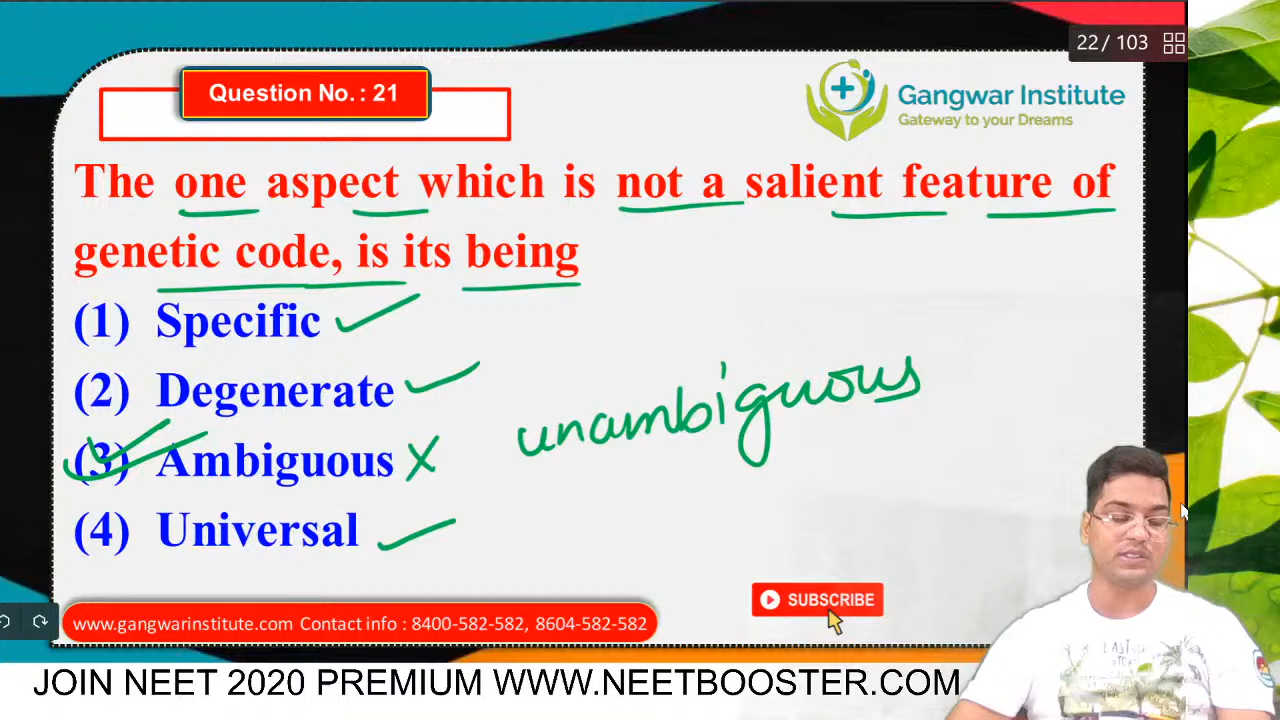 22 / 103
Question No. : 21
Gangwar Institute
Gateway to your Dreams
The one aspect which is not a salient feature of
genetic code, is its being
(1) Specific
(2) Degenerate
(3) Ambiguous
unambiguous
(4) Universal
SUBSCRIBE
www.gangwarinstitute.com Contact info : 8400-582-582, 8604-582-582
JOIN NEET 2020 PREMIUM WWW.NEETBOOSTER.COM